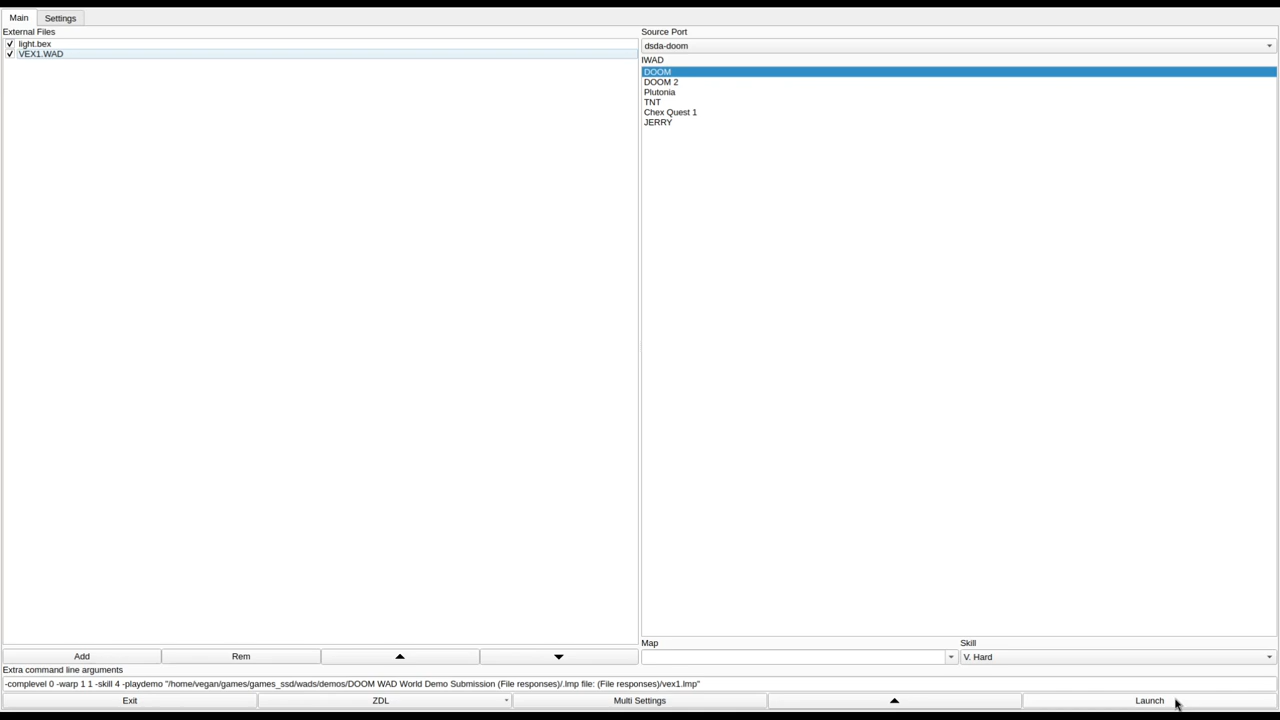 Main Settings
External Files
light.bex
VEX1.WAD
Source Port
dsda-doom
IWAD
DOOM
DOOM 2
Plutonia
TNT
Chex Quest 1
JERRY
Add Rem
Map Skill
V. Hard
Extra command line arguments
-complevel 0 -warp 1 1 -skill 4 -playdemo "/home/vegan/games/games_ssd/wads/demos/DOOM WAD World Demo Submission (File responses)/.lmp file: (File responses)/vex1.lmp"
Exit ZDL Multi Settings Launch